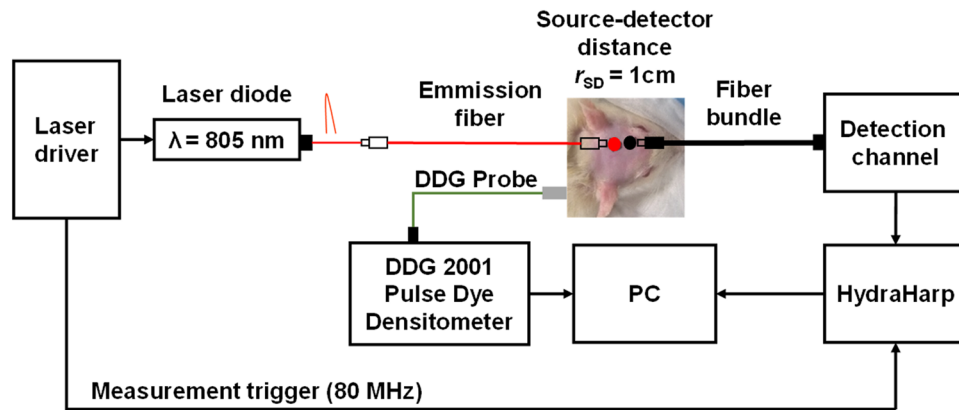 Source-detector
distance
r_SD = 1cm
Laser
driver
Laser diode
λ = 805 nm
Emmission
fiber
Fiber
bundle
Detection
channel
DDG Probe
DDG 2001
Pulse Dye
Densitometer
PC
HydraHarp
Measurement trigger (80 MHz)